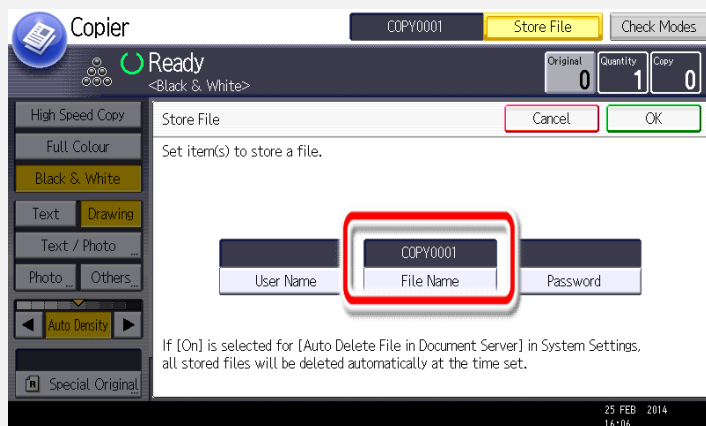 Copier
COPY0001
Store File
Check Modes
Ready
<Black & White>
Original
0
Quantity
1
Copy
0
High Speed Copy
Full Colour
Black & White
Text
Drawing
Text / Photo
Photo
Others
Auto Density
Special Original
Store File
Cancel
OK
Set item(s) to store a file.
COPY0001
User Name
File Name
Password
If [On] is selected for [Auto Delete File in Document Server] in System Settings,
all stored files will be deleted automatically at the time set.
25 FEB 2014
16:06